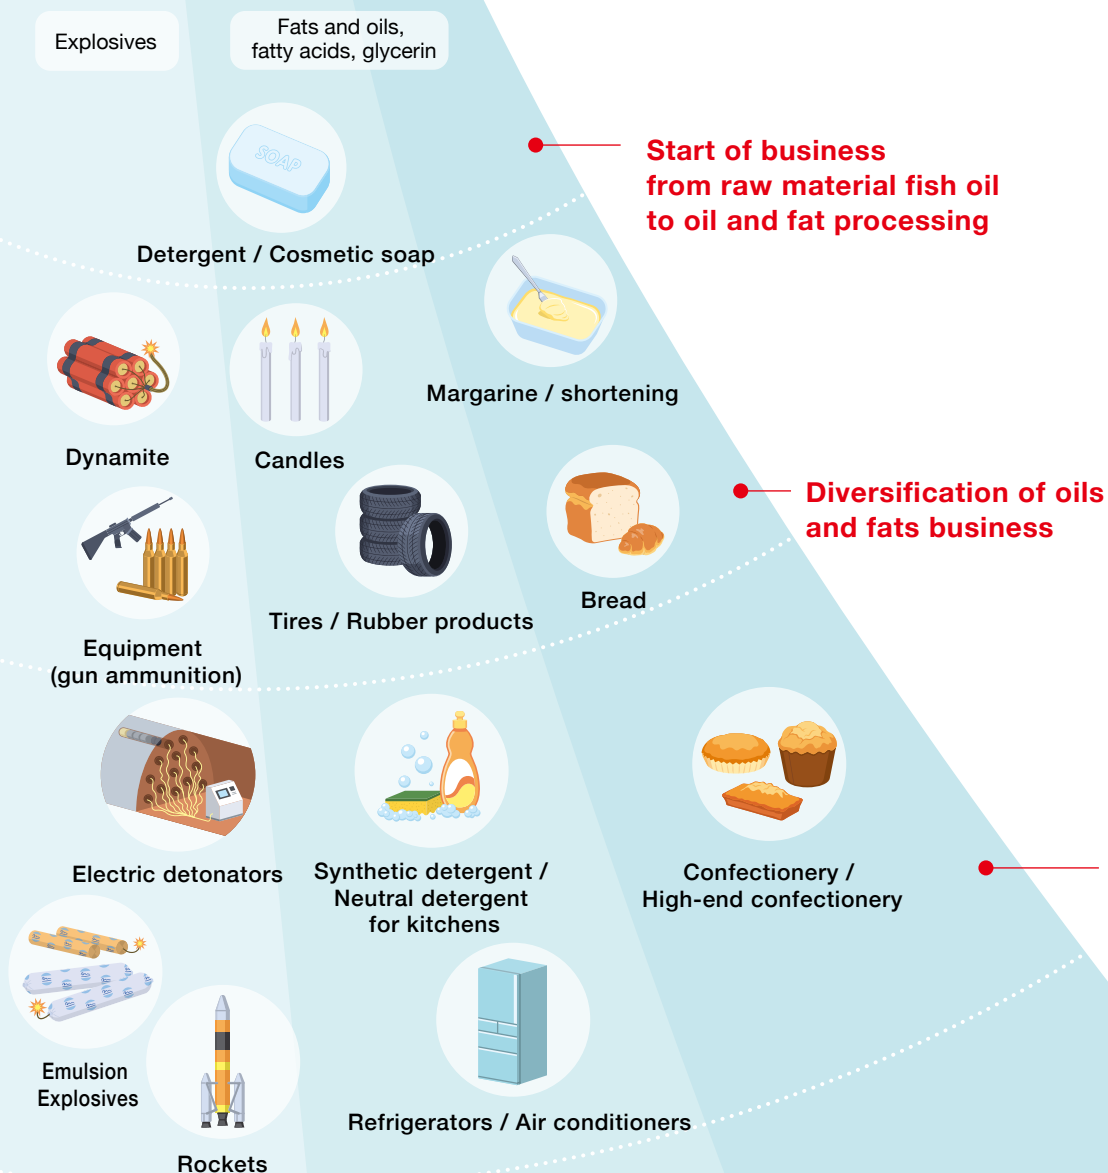 Explosives
Fats and oils,
fatty acids, glycerin
SOAP
Start of business
from raw material fish oil
to oil and fat processing
Detergent / Cosmetic soap
Margarine / shortening
Dynamite
Candles
Diversification of oils
and fats business
Bread
Tires / Rubber products
Equipment
(gun ammunition)
Electric detonators
Synthetic detergent /
Neutral detergent
for kitchens
Confectionery /
High-end confectionery
Emulsion
Explosives
Refrigerators / Air conditioners
Rockets